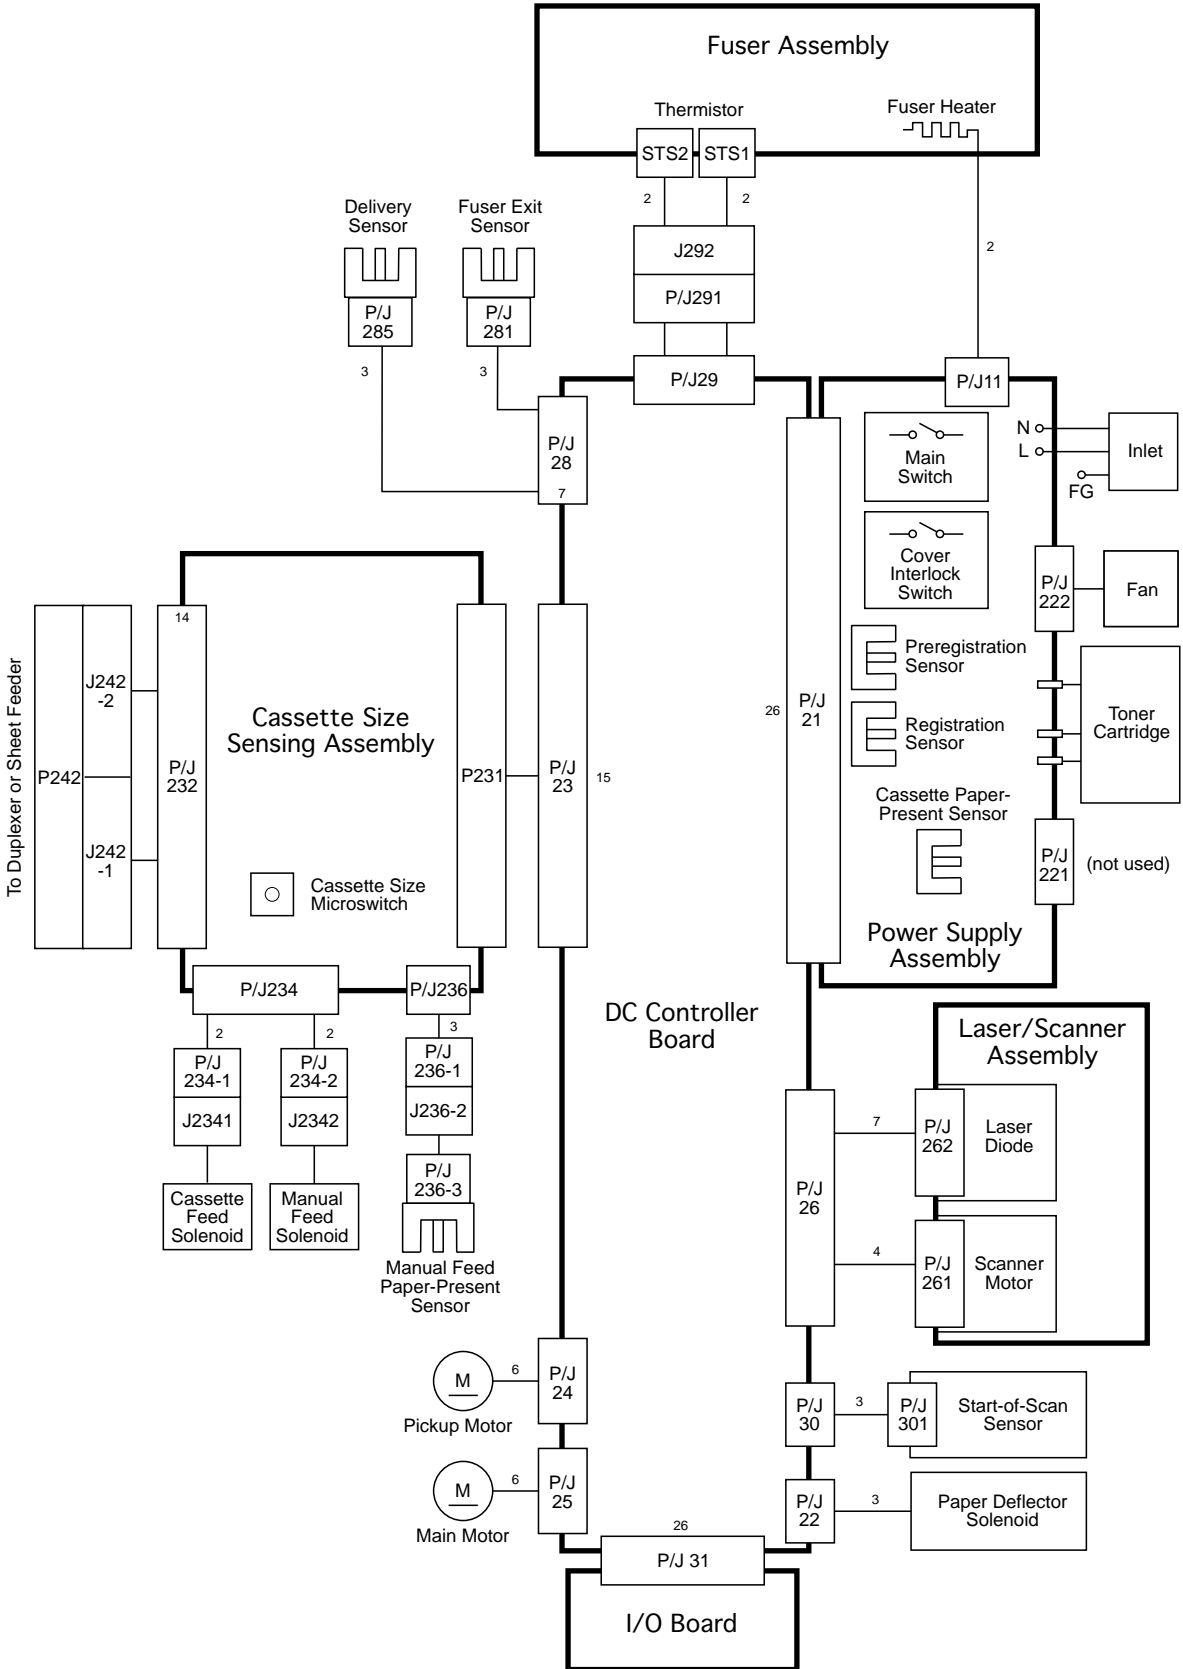 Fuser Assembly
Thermistor
Fuser Heater
STS2
STS1
2
2
2
Delivery
Sensor
Fuser Exit
Sensor
J292
P/J291
P/J
285
P/J
281
3
3
P/J29
P/J11
P/J
28
7
N
L
FG
Inlet
Main
Switch
Cover
Interlock
Switch
P/J
222
Fan
Preregistration
Sensor
Registration
Sensor
26
P/J
21
Toner
Cartridge
Cassette Paper-
Present Sensor
P/J
221
(not used)
Power Supply
Assembly
To Duplexer or Sheet Feeder
P242
J242
-2
J242
-1
14
P/J
232
Cassette Size
Sensing Assembly
P231
P/J
23
15
Cassette Size
Microswitch
P/J234
P/J236
2
2
3
P/J
234-1
J2341
P/J
234-2
J2342
P/J
236-1
J236-2
P/J
236-3
Cassette
Feed
Solenoid
Manual
Feed
Solenoid
Manual Feed
Paper-Present
Sensor
DC Controller
Board
Laser/Scanner
Assembly
P/J
26
7
P/J
262
Laser
Diode
4
P/J
261
Scanner
Motor
M
6
P/J
24
Pickup Motor
M
6
P/J
25
Main Motor
P/J
30
3
P/J
301
Start-of-Scan
Sensor
P/J
22
3
Paper Deflector
Solenoid
26
P/J 31
I/O Board